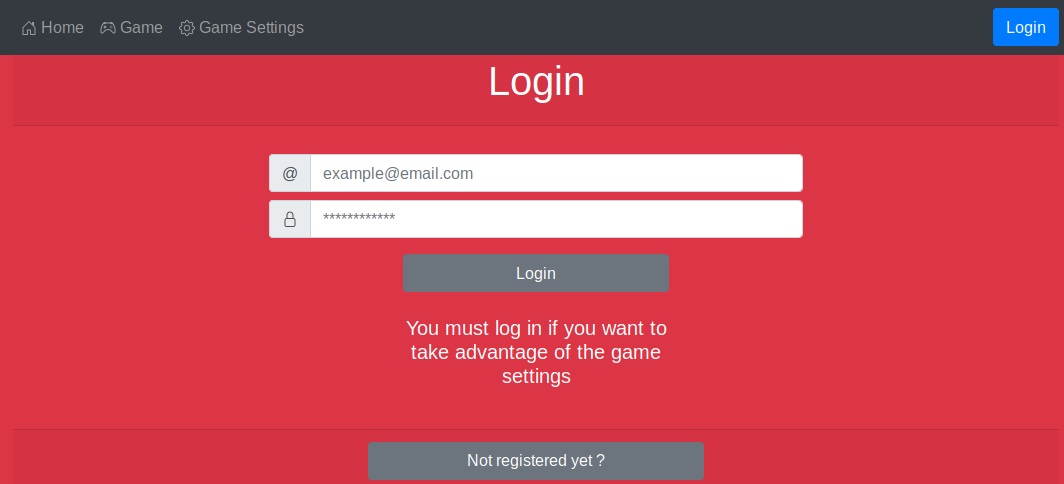 Home Game Game Settings Login
Login
@ example@email.com
************
Login
You must log in if you want to
take advantage of the game
settings
Not registered yet ?